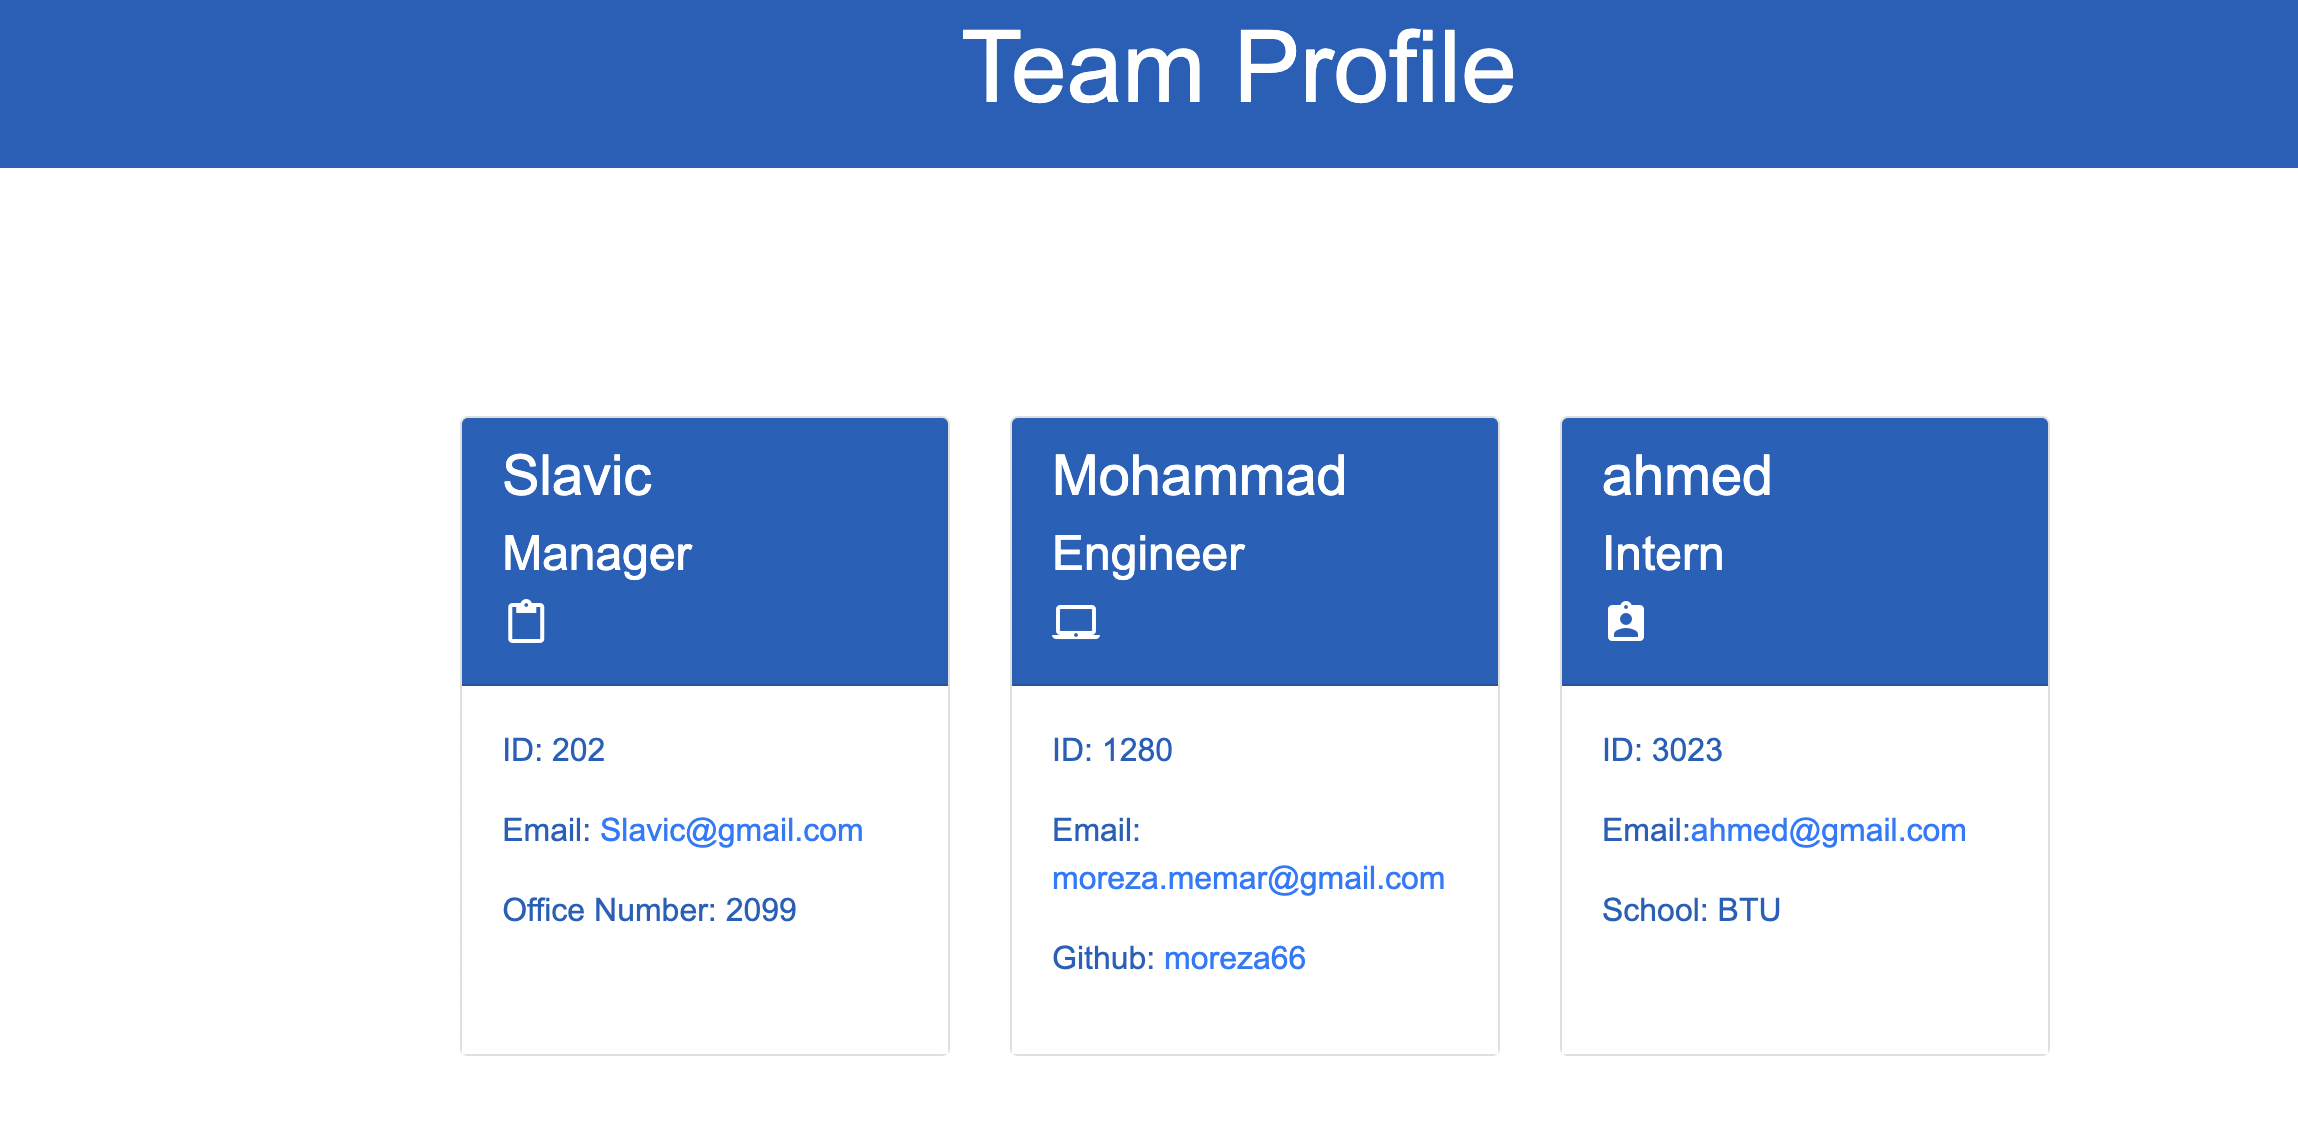 Team Profile
Slavic
Manager
ID: 202
Email: Slavic@gmail.com
Office Number: 2099
Mohammad
Engineer
ID: 1280
Email:
moreza.memar@gmail.com
Github: moreza66
ahmed
Intern
ID: 3023
Email:ahmed@gmail.com
School: BTU